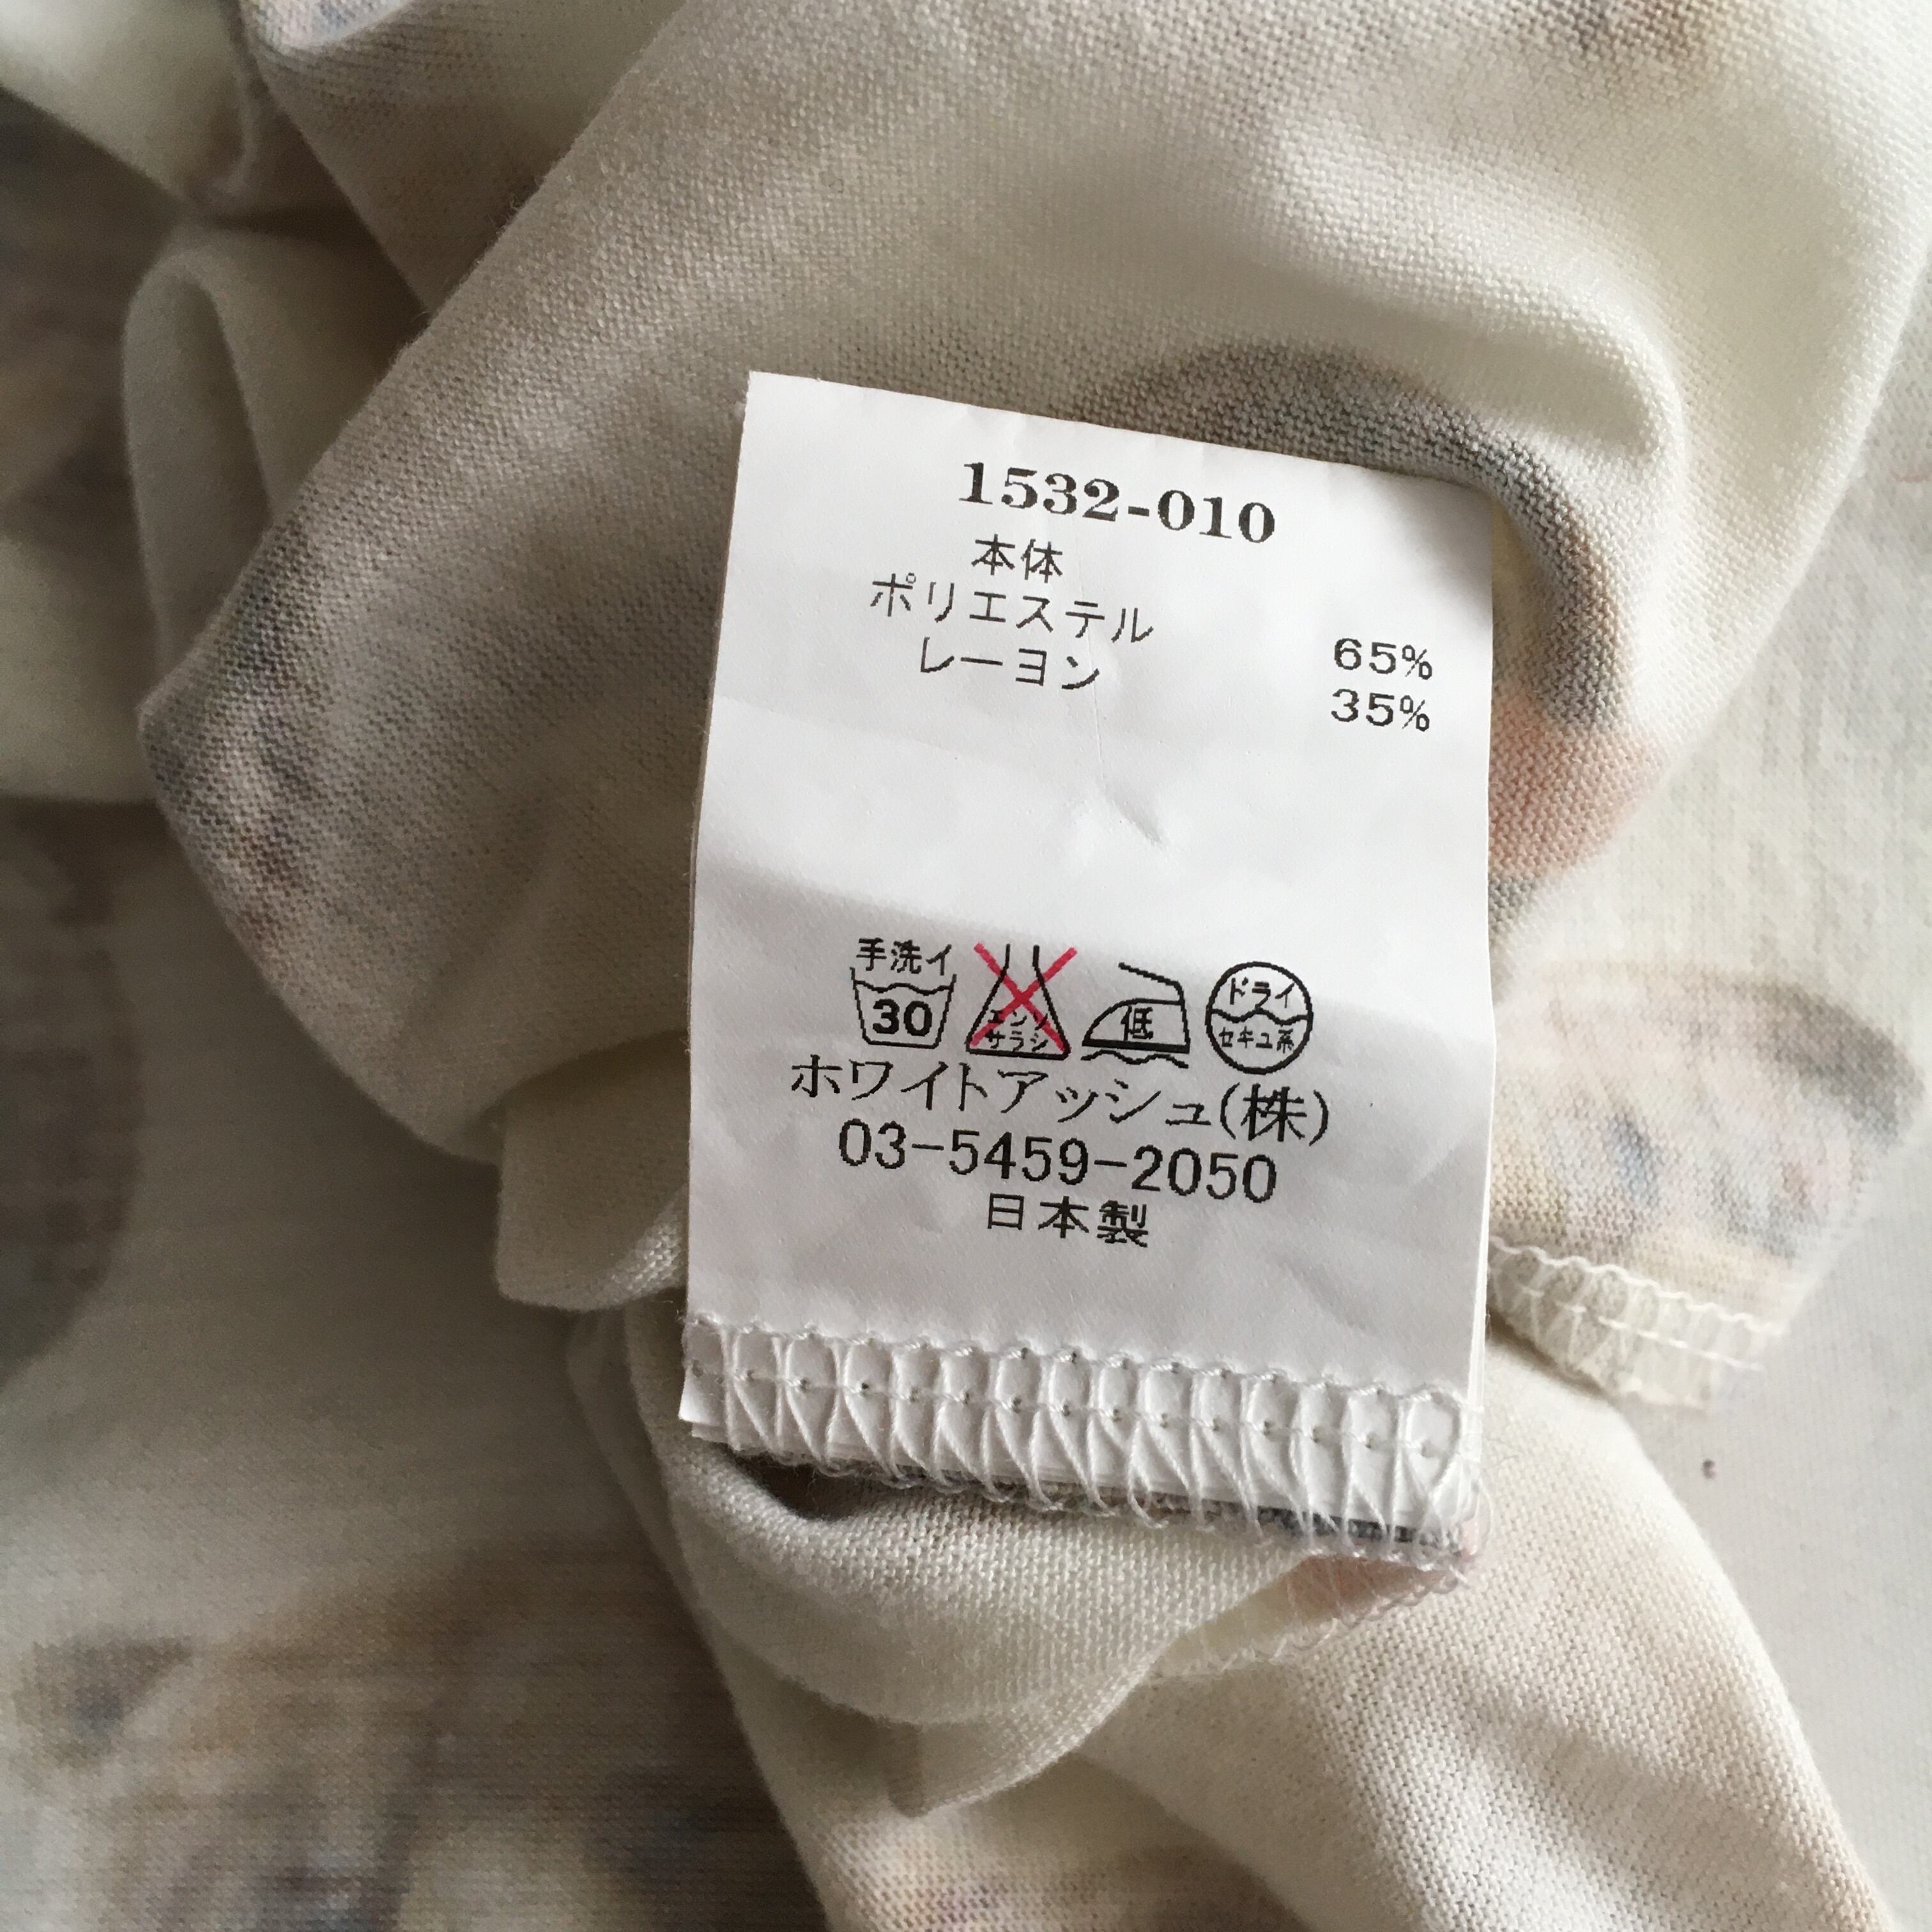 1532-010
本体
ポリエステル 65%
レーヨン 35%
手洗イ 30 エンソ サラシ 低 ドライ セキユ系
ホワイトアッシュ(株)
03-5459-2050
日本製